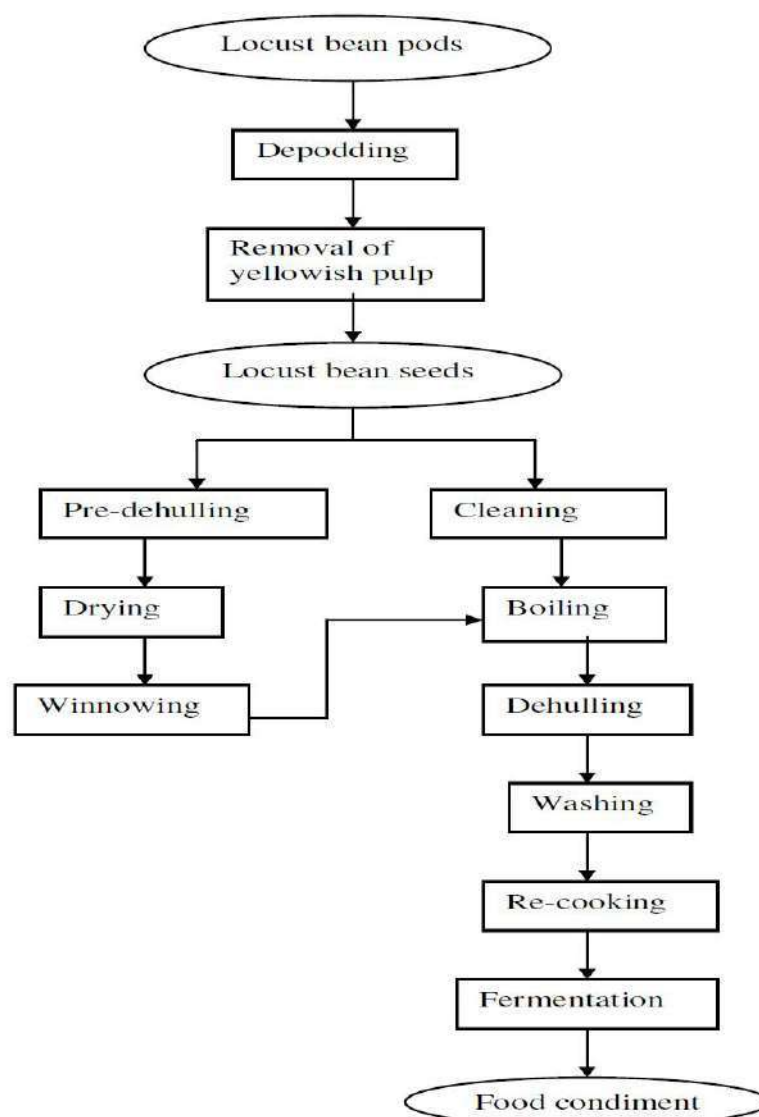 Locust bean pods
Depodding
Removal of
yellowish pulp
Locust bean seeds
Pre-dehulling
Cleaning
Drying
Boiling
Winnowing
Dehulling
Washing
Re-cooking
Fermentation
Food condiment